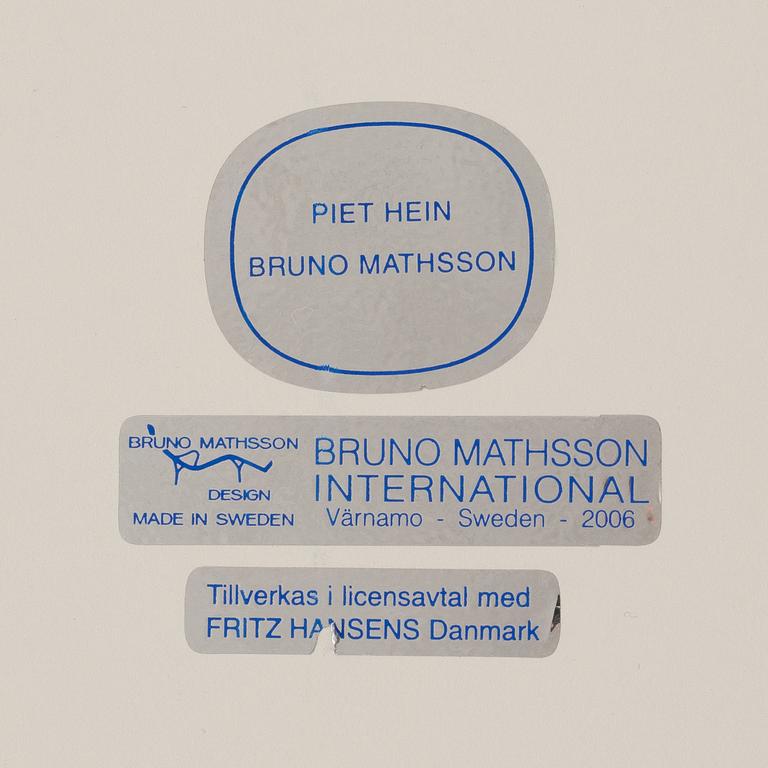 PIET HEIN
BRUNO MATHSSON
BRUNO MATHSSON
DESIGN
MADE IN SWEDEN
BRUNO MATHSSON
INTERNATIONAL
Värnamo - Sweden - 2006
Tillverkas i licensavtal med
FRITZ HANSENS Danmark